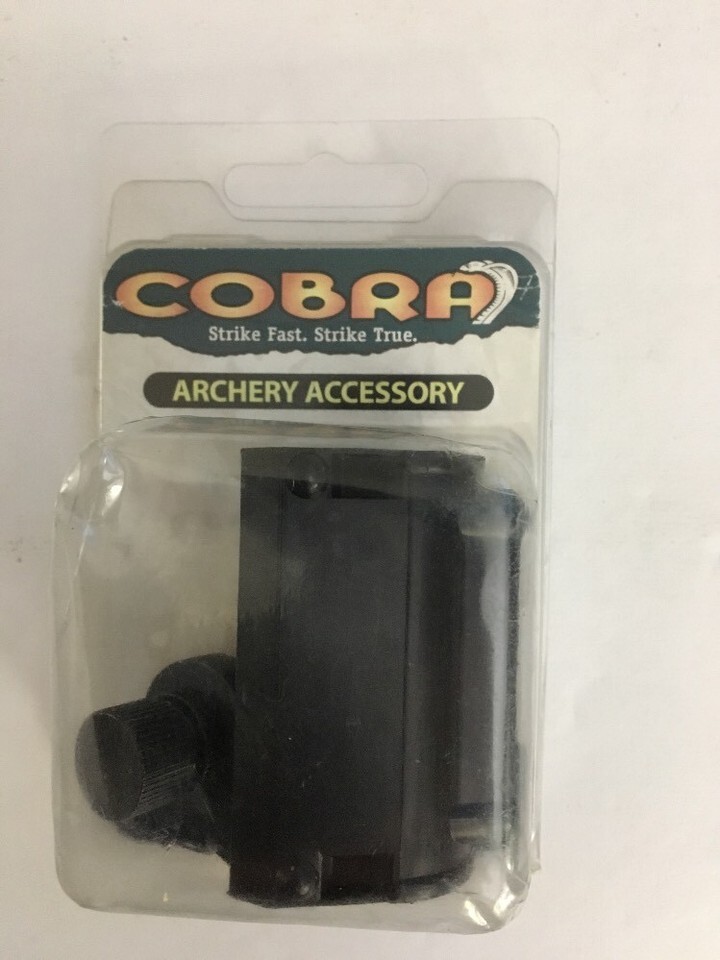 COBRA
Strike Fast. Strike True.
ARCHERY ACCESSORY